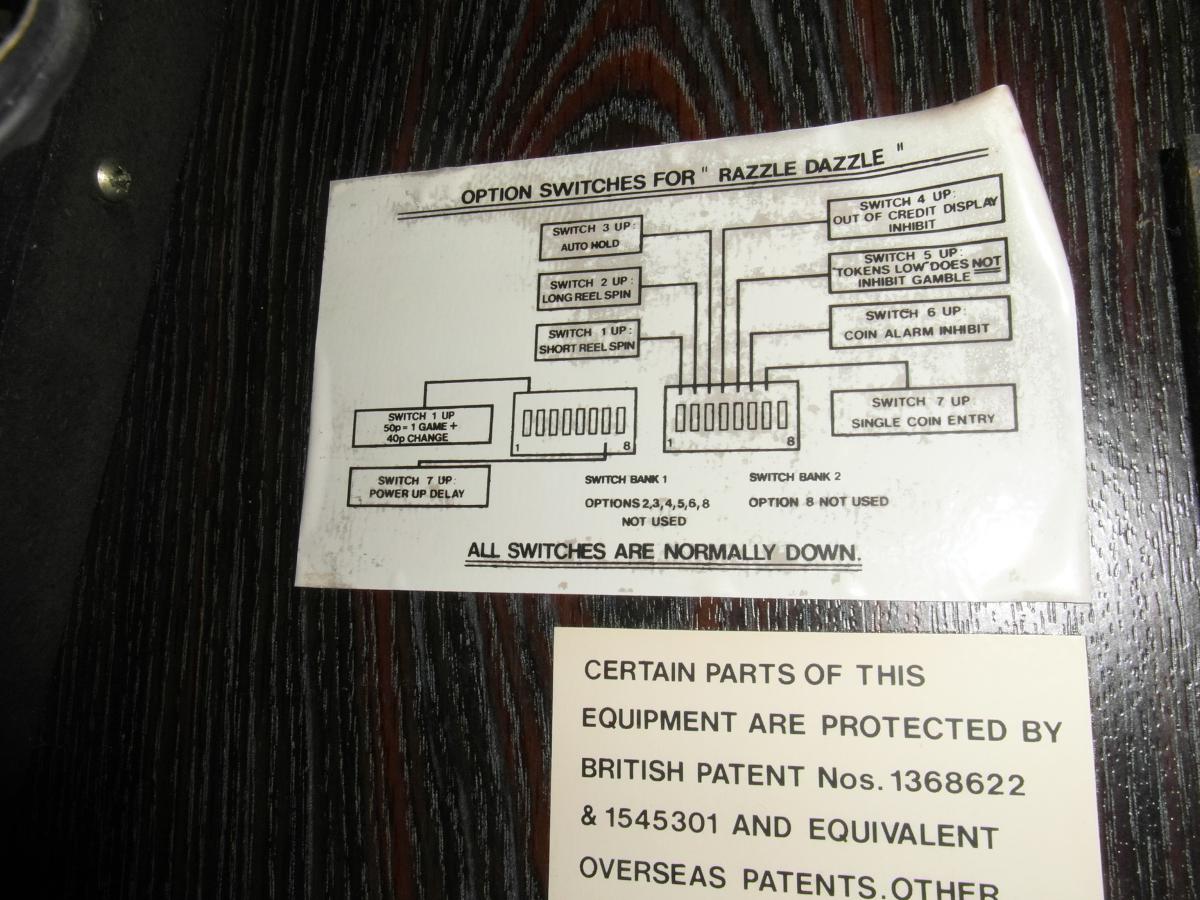 OPTION SWITCHES FOR " RAZZLE DAZZLE "
SWITCH 3 UP:
AUTO HOLD
SWITCH 2 UP:
LONG REEL SPIN
SWITCH 1 UP:
SHORT REEL SPIN
SWITCH 4 UP:
OUT OF CREDIT DISPLAY
INHIBIT
SWITCH 5 UP:
"TOKENS LOW" DOES NOT
INHIBIT GAMBLE
SWITCH 6 UP:
COIN ALARM INHIBIT
SWITCH 7 UP:
SINGLE COIN ENTRY
SWITCH 1 UP
50p = 1 GAME +
40p CHANGE
SWITCH 7 UP:
POWER UP DELAY
1 8
1 8
SWITCH BANK 1
OPTIONS 2,3,4,5,6,8
NOT USED
SWITCH BANK 2
OPTION 8 NOT USED
ALL SWITCHES ARE NORMALLY DOWN.
CERTAIN PARTS OF THIS
EQUIPMENT ARE PROTECTED BY
BRITISH PATENT Nos. 1368622
& 1545301 AND EQUIVALENT
OVERSEAS PATENTS. OTHER